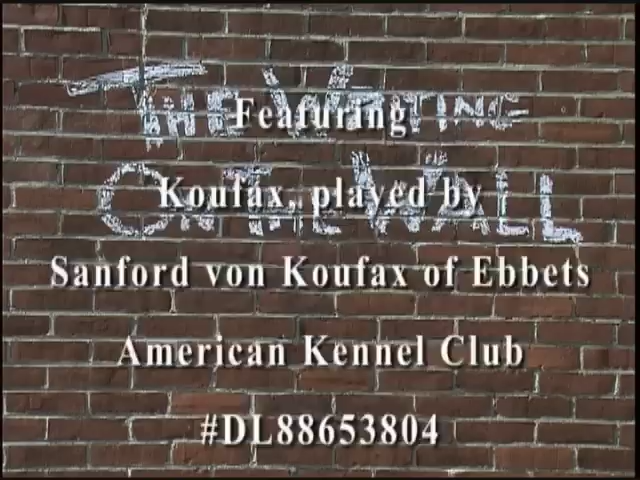 THE WRITING
Featuring
ON THE WALL
Koufax, played by
Sanford von Koufax of Ebbets
American Kennel Club
#DL88653804